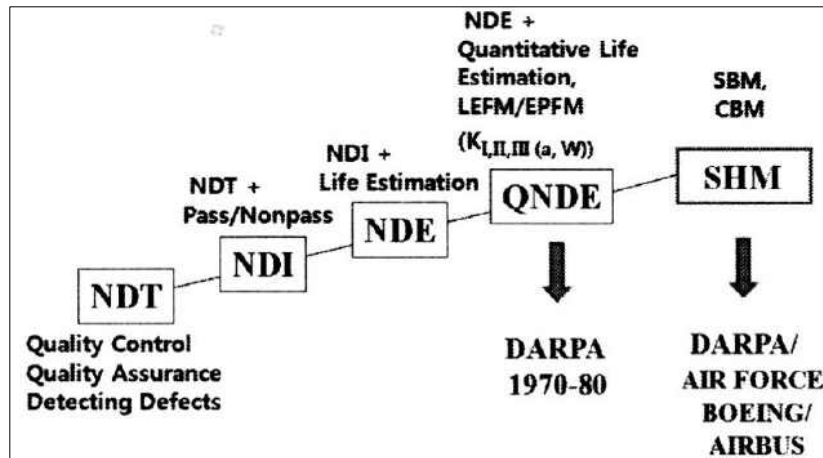 NDT
Quality Control
Quality Assurance
Detecting Defects
NDT +
Pass/Nonpass
NDI
NDI +
Life Estimation
NDE
NDE +
Quantitative Life
Estimation,
LEFM/EPFM
(K_{I,II,III} (a, W))
QNDE
DARPA
1970-80
SBM,
CBM
SHM
DARPA/
AIR FORCE
BOEING/
AIRBUS